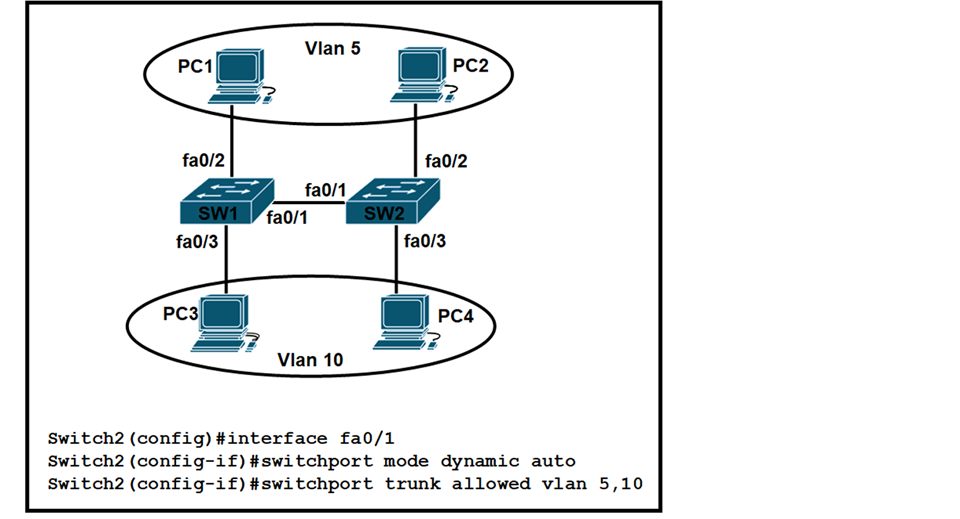 Vlan 5
PC1
PC2
fa0/2
fa0/2
fa0/1
SW1
SW2
fa0/1
fa0/3
fa0/3
PC3
PC4
Vlan 10
Switch2(config)#interface fa0/1
Switch2(config-if)#switchport mode dynamic auto
Switch2(config-if)#switchport trunk allowed vlan 5,10